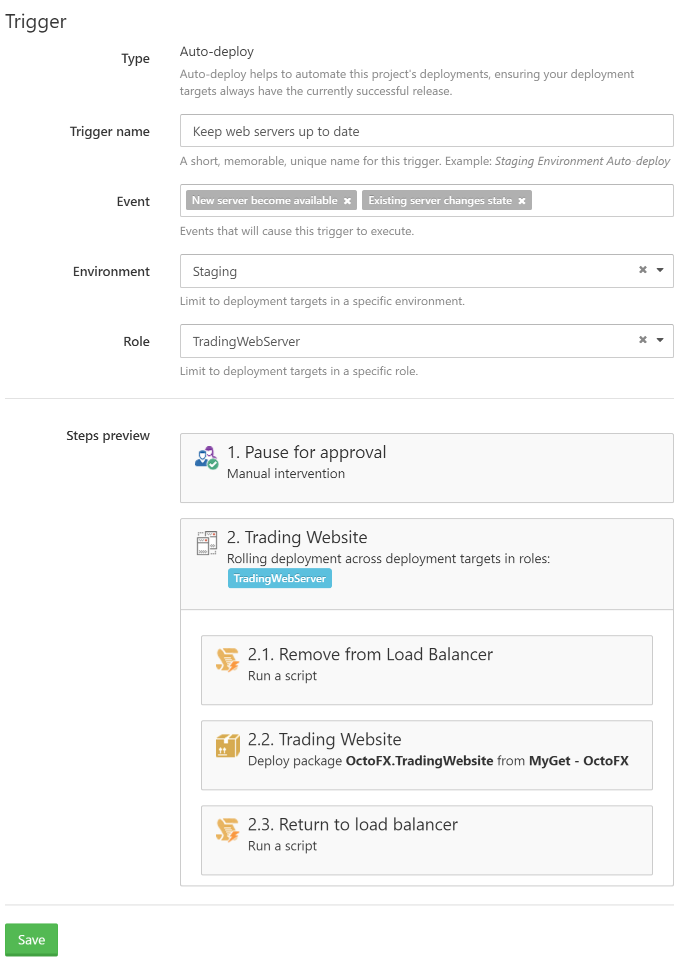 Trigger
Type
Auto-deploy
Auto-deploy helps to automate this project's deployments, ensuring your deployment
targets always have the currently successful release.
Trigger name
Keep web servers up to date
A short, memorable, unique name for this trigger. Example: Staging Environment Auto-deploy
Event
New server become available × Existing server changes state ×
Events that will cause this trigger to execute.
Environment
Staging ×
Limit to deployment targets in a specific environment.
Role
TradingWebServer ×
Limit to deployment targets in a specific role.
Steps preview
1. Pause for approval
Manual intervention
2. Trading Website
Rolling deployment across deployment targets in roles:
TradingWebServer
2.1. Remove from Load Balancer
Run a script
2.2. Trading Website
Deploy package OctoFX.TradingWebsite from MyGet - OctoFX
2.3. Return to load balancer
Run a script
Save